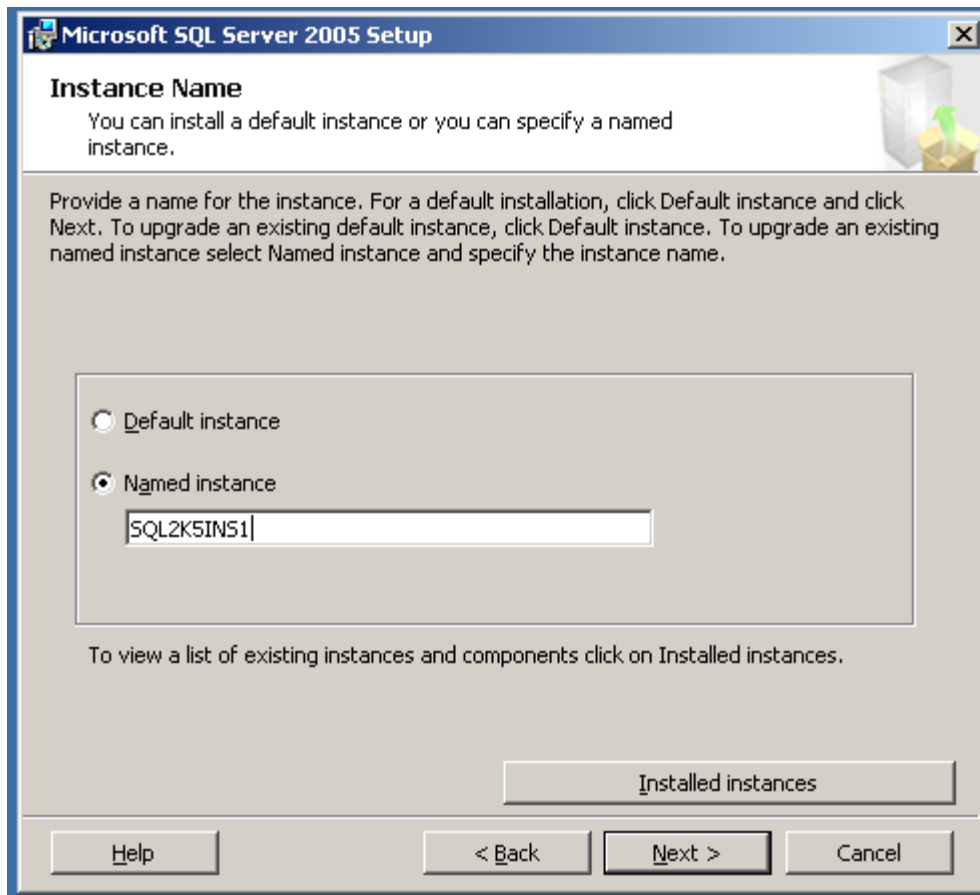 Microsoft SQL Server 2005 Setup
Instance Name
You can install a default instance or you can specify a named
instance.
Provide a name for the instance. For a default installation, click Default instance and click
Next. To upgrade an existing default instance, click Default instance. To upgrade an existing
named instance select Named instance and specify the instance name.
Default instance
Named instance
SQL2K5INS1
To view a list of existing instances and components click on Installed instances.
Installed instances
Help
< Back
Next >
Cancel